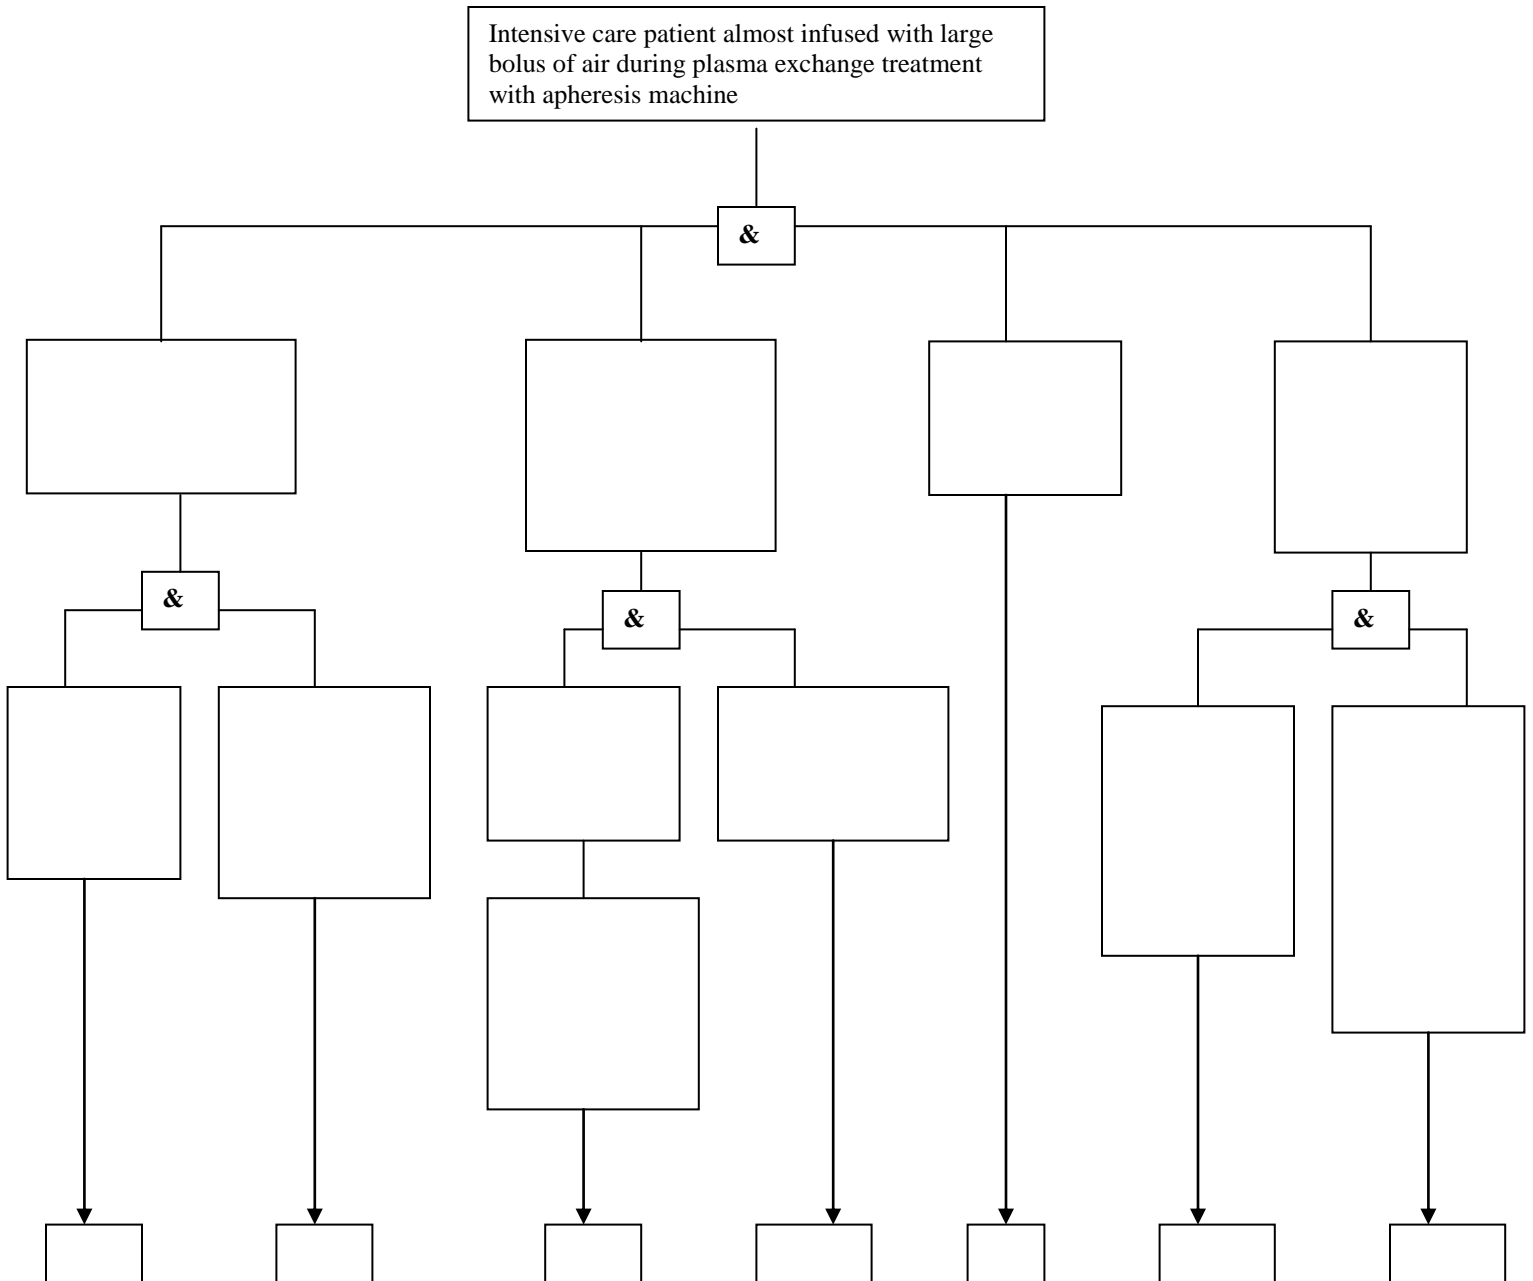 Intensive care patient almost infused with large
bolus of air during plasma exchange treatment
with apheresis machine
&
&
&
&